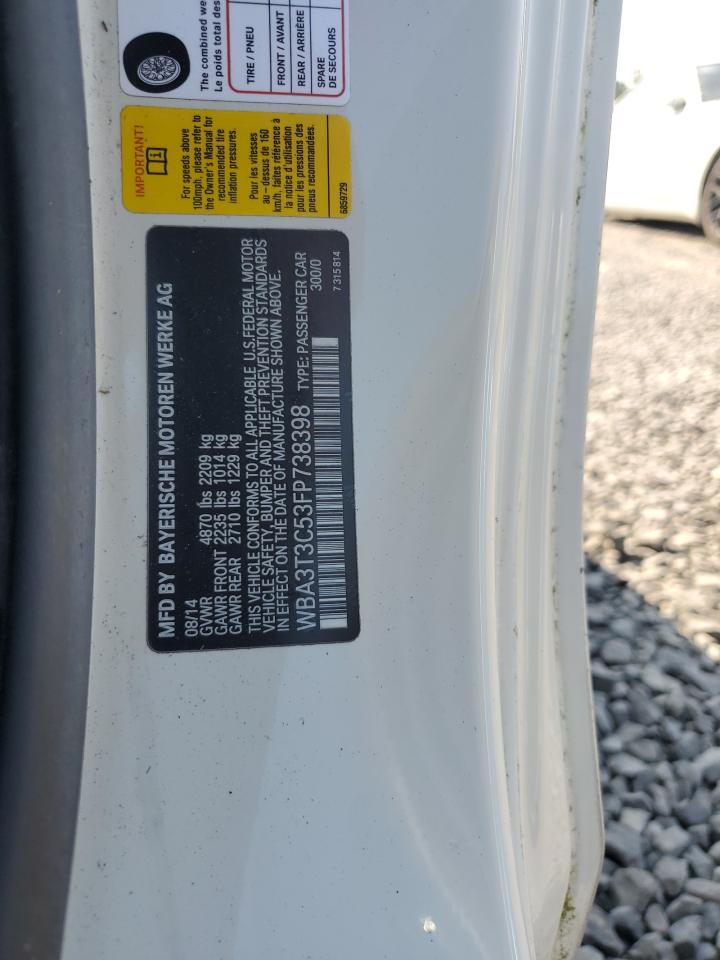 MFD BY BAYERISCHE MOTOREN WERKE AG
08/14
GVWR 4870 lbs 2209 kg
GAWR FRONT 2235 lbs 1014 kg
GAWR REAR 2710 lbs 1229 kg
THIS VEHICLE CONFORMS TO ALL APPLICABLE U.S.FEDERAL MOTOR
VEHICLE SAFETY, BUMPER AND THEFT PREVENTION STANDARDS
IN EFFECT ON THE DATE OF MANUFACTURE SHOWN ABOVE.
WBA3T3C53FP738398 TYPE: PASSENGER CAR
300/0
7 315 814
IMPORTANT!
For speeds above
100mph, please refer to
the Owner's Manual for
recommended tire
inflation pressures.
Pour les vitesses
au – dessus de 160
km/h, faites référence à
la notice d'utilisation
pour les pressions des
pneus recommandées.
6859729
The combined we
Le poids total des
TIRE / PNEU
FRONT / AVANT
REAR / ARRIÈRE
SPARE
DE SECOURS